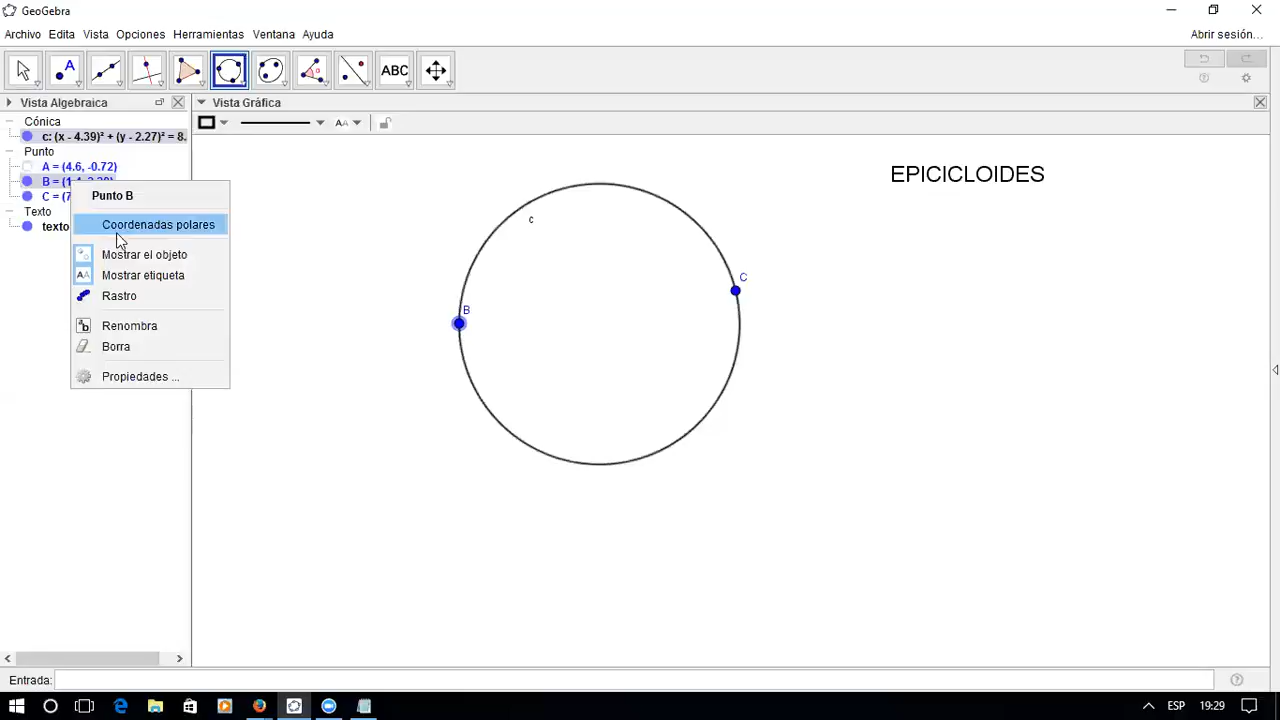 GeoGebra
Archivo Edita Vista Opciones Herramientas Ventana Ayuda
Abrir sesión...
ABC
Vista Algebraica
Vista Gráfica
AA
Cónica
c: (x - 4.39)² + (y - 2.27)² = 8.
Punto
A = (4.6, -0.72)
B =
C = (7
Texto
texto
Punto B
Coordenadas polares
Mostrar el objeto
AA Mostrar etiqueta
Rastro
Renombra
Borra
Propiedades ...
EPICICLOIDES
c
C
B
Entrada:
ESP 19:29